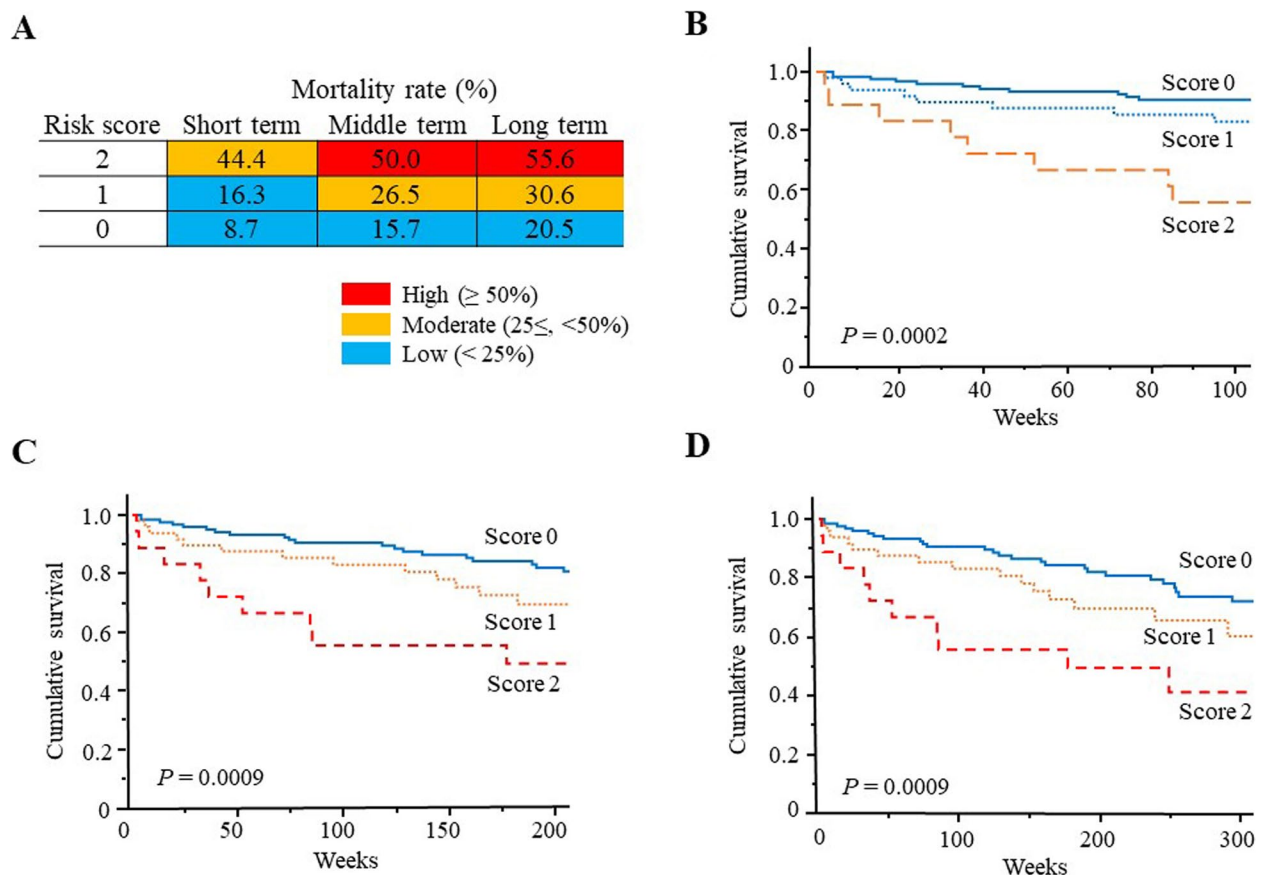 A
Mortality rate (%)
Risk score Short term Middle term Long term
2 44.4 50.0 55.6
1 16.3 26.5 30.6
0 8.7 15.7 20.5
High (≥ 50%)
Moderate (25≤, <50%)
Low (< 25%)
B
Cumulative survival
1.0
0.8
0.6
0.4
0.2
0
Score 0
Score 1
Score 2
P = 0.0002
0 20 40 60 80 100
Weeks
C
Cumulative survival
1.0
0.8
0.6
0.4
0.2
0
Score 0
Score 1
Score 2
P = 0.0009
0 50 100 150 200
Weeks
D
Cumulative survival
1.0
0.8
0.6
0.4
0.2
0
Score 0
Score 1
Score 2
P = 0.0009
0 100 200 300
Weeks